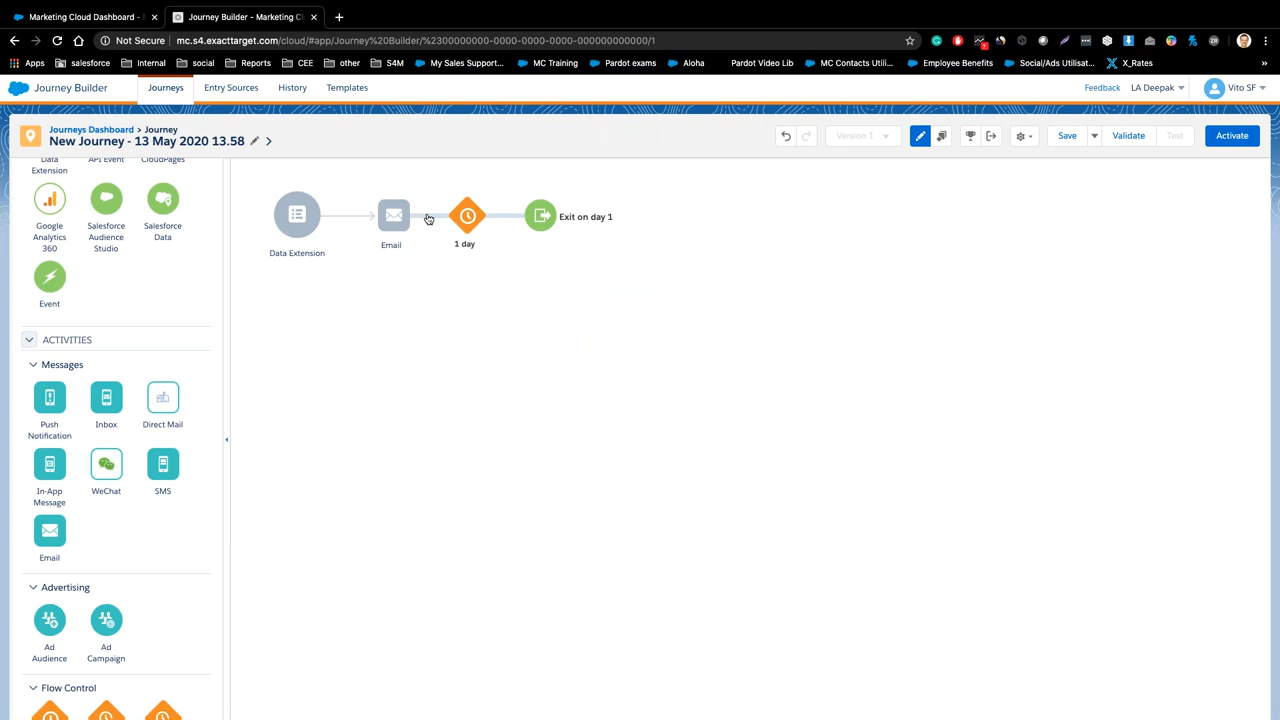 Marketing Cloud Dashboard -
Journey Builder - Marketing Cl
Not Secure
mc.s4.exacttarget.com/cloud/#app/Journey%20Builder/%2300000000-0000-0000-0000-000000000000/1
Apps
salesforce
Internal
social
Reports
CEE
other
S4M
My Sales Support...
MC Training
Pardot exams
Aloha
Pardot Video Lib
MC Contacts Utili...
Employee Benefits
Social/Ads Utilisat...
X_Rates
Journey Builder
Journeys
Entry Sources
History
Templates
Feedback
LA Deepak
Vito SF
Journeys Dashboard > Journey
New Journey - 13 May 2020 13.58
Version 1
Save
Validate
Test
Activate
Data
Extension
API Event
CloudPages
Google
Analytics
360
Salesforce
Audience
Studio
Salesforce
Data
Event
ACTIVITIES
Messages
Push
Notification
Inbox
Direct Mail
In-App
Message
WeChat
SMS
Email
Advertising
Ad
Audience
Ad
Campaign
Flow Control
Data Extension
Email
1 day
Exit on day 1